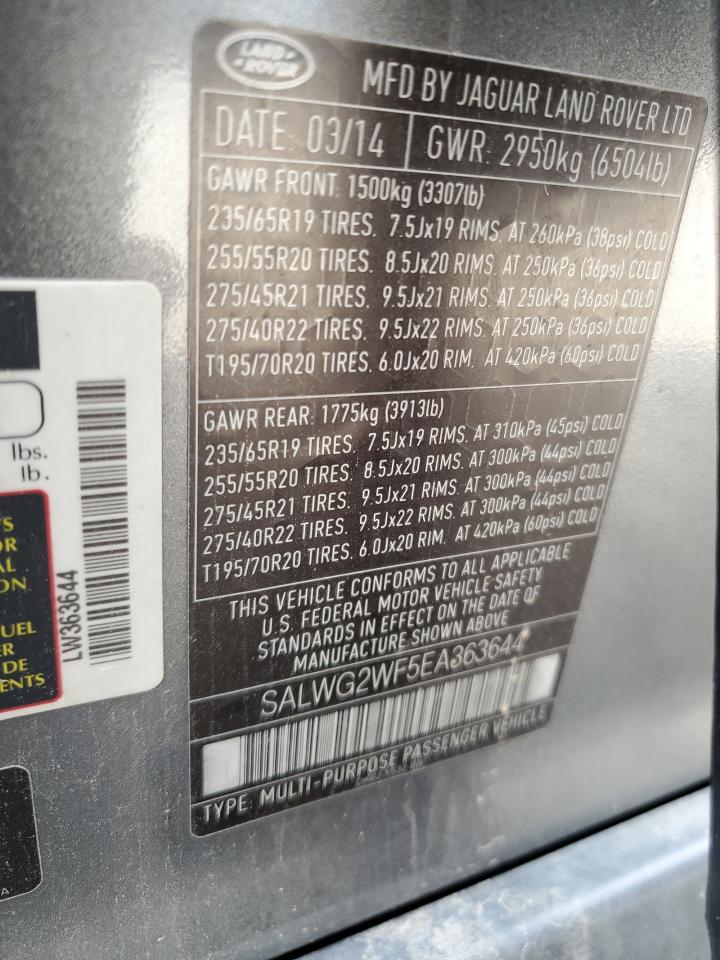 LAND ROVER
MFD BY JAGUAR LAND ROVER LTD
DATE: 03/14
GWR: 2950kg (6504lb)
GAWR FRONT: 1500kg (3307lb)
235/65R19 TIRES. 7.5Jx19 RIMS. AT 260kPa (38psi) COLD
255/55R20 TIRES. 8.5Jx20 RIMS. AT 250kPa (36psi) COLD
275/45R21 TIRES. 9.5Jx21 RIMS. AT 250kPa (36psi) COLD
275/40R22 TIRES. 9.5Jx22 RIMS. AT 250kPa (36psi) COLD
T195/70R20 TIRES. 6.0Jx20 RIM. AT 420kPa (60psi) COLD
GAWR REAR: 1775kg (3913lb)
235/65R19 TIRES. 7.5Jx19 RIMS. AT 310kPa (45psi) COLD
255/55R20 TIRES. 8.5Jx20 RIMS. AT 300kPa (44psi) COLD
275/45R21 TIRES. 9.5Jx21 RIMS. AT 300kPa (44psi) COLD
275/40R22 TIRES. 9.5Jx22 RIMS. AT 300kPa (44psi) COLD
T195/70R20 TIRES. 6.0Jx20 RIM. AT 420kPa (60psi) COLD
THIS VEHICLE CONFORMS TO ALL APPLICABLE
U.S. FEDERAL MOTOR VEHICLE SAFETY
STANDARDS IN EFFECT ON THE DATE OF
MANUFACTURE SHOWN ABOVE
SALWG2WF5EA363644
TYPE: MULTI-PURPOSE PASSENGER VEHICLE
lbs.
lb.
LW363644
UEL
DE
ENTS
A